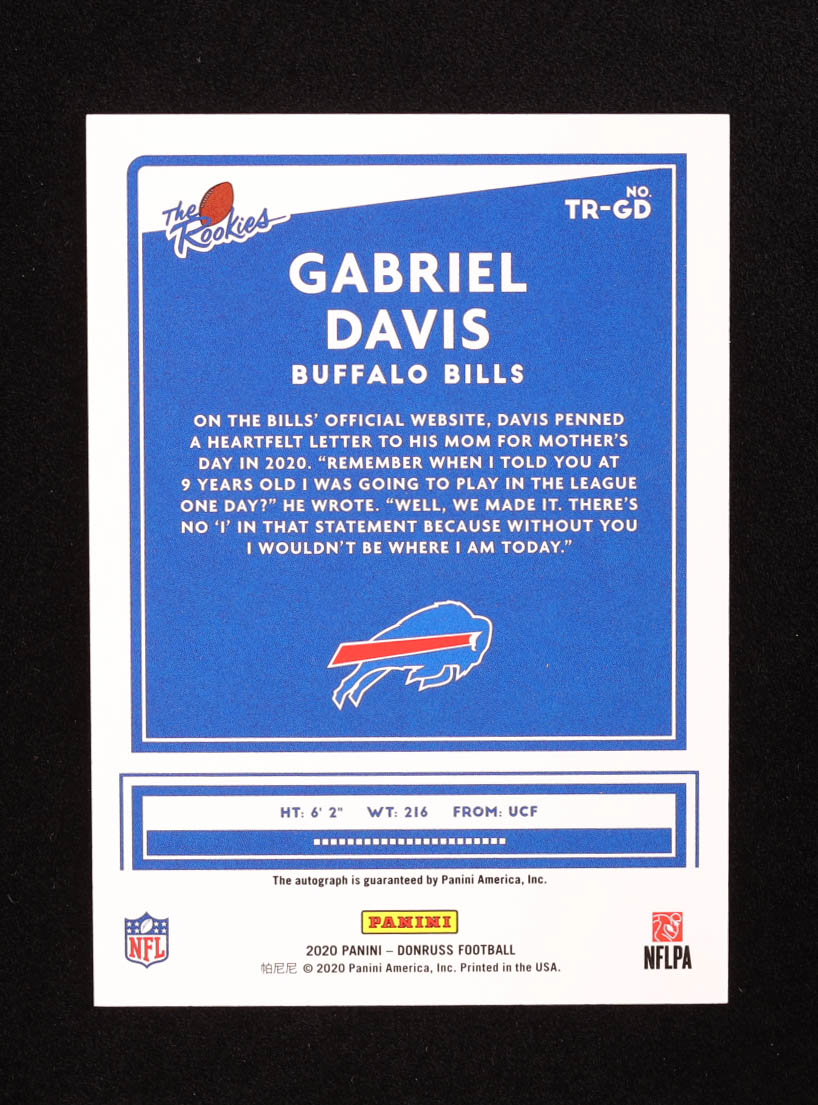 The
Rookies
NO.
TR-GD
GABRIEL
DAVIS
BUFFALO BILLS
ON THE BILLS' OFFICIAL WEBSITE, DAVIS PENNED
A HEARTFELT LETTER TO HIS MOM FOR MOTHER'S
DAY IN 2020. "REMEMBER WHEN I TOLD YOU AT
9 YEARS OLD I WAS GOING TO PLAY IN THE LEAGUE
ONE DAY?" HE WROTE. "WELL, WE MADE IT. THERE'S
NO 'I' IN THAT STATEMENT BECAUSE WITHOUT YOU
I WOULDN'T BE WHERE I AM TODAY."
HT: 6' 2" WT: 216 FROM: UCF
The autograph is guaranteed by Panini America, Inc.
NFL
PANINI
2020 PANINI – DONRUSS FOOTBALL
帕尼尼 © 2020 Panini America, Inc. Printed in the USA.
NFLPA